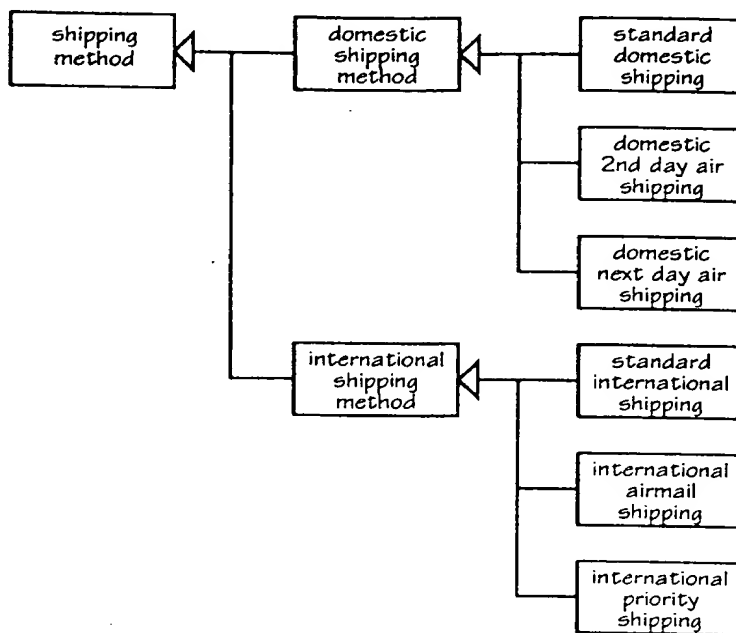 shipping
method
domestic
shipping
method
standard
domestic
shipping
domestic
2nd day air
shipping
domestic
next day air
shipping
international
shipping
method
standard
international
shipping
international
airmail
shipping
international
priority
shipping